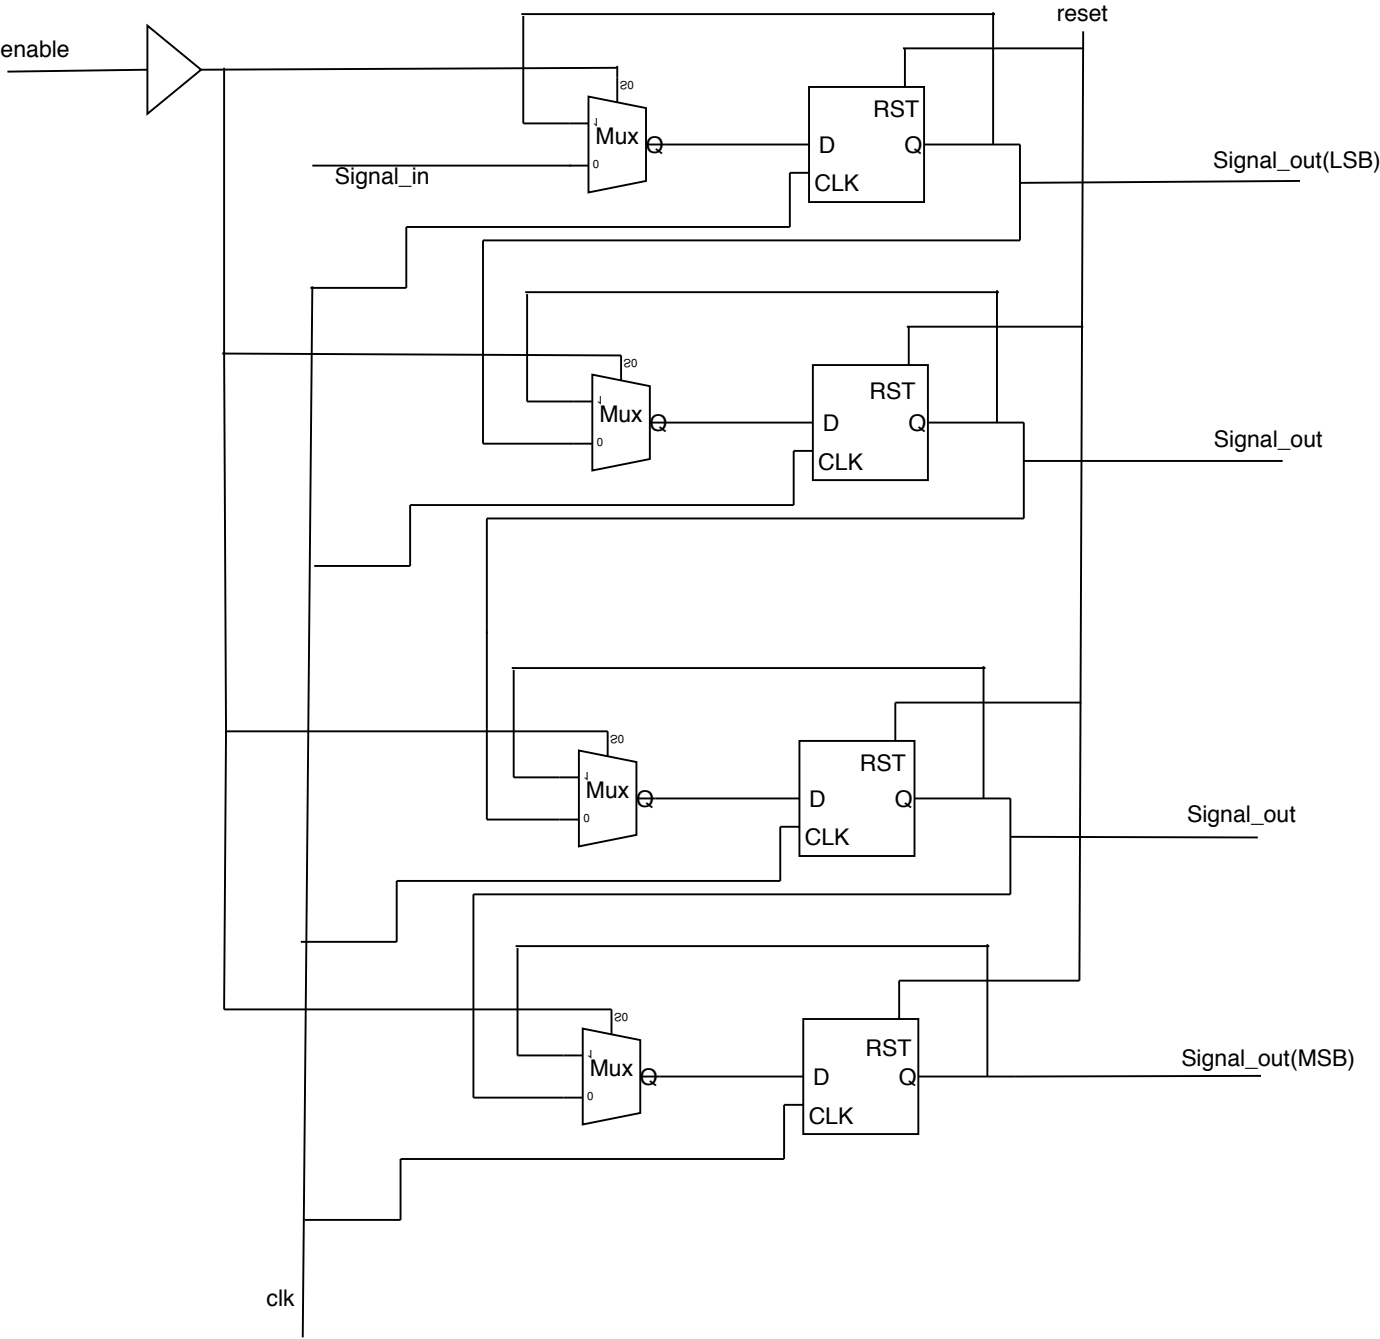 reset
enable
S0
RST
1
Mux
Q
D
Q
Signal_out(LSB)
0
Signal_in
CLK
S0
RST
1
Mux
Q
D
Q
Signal_out
0
CLK
S0
RST
1
Mux
Q
D
Q
Signal_out
0
CLK
S0
RST
1
Mux
Q
D
Q
Signal_out(MSB)
0
CLK
clk